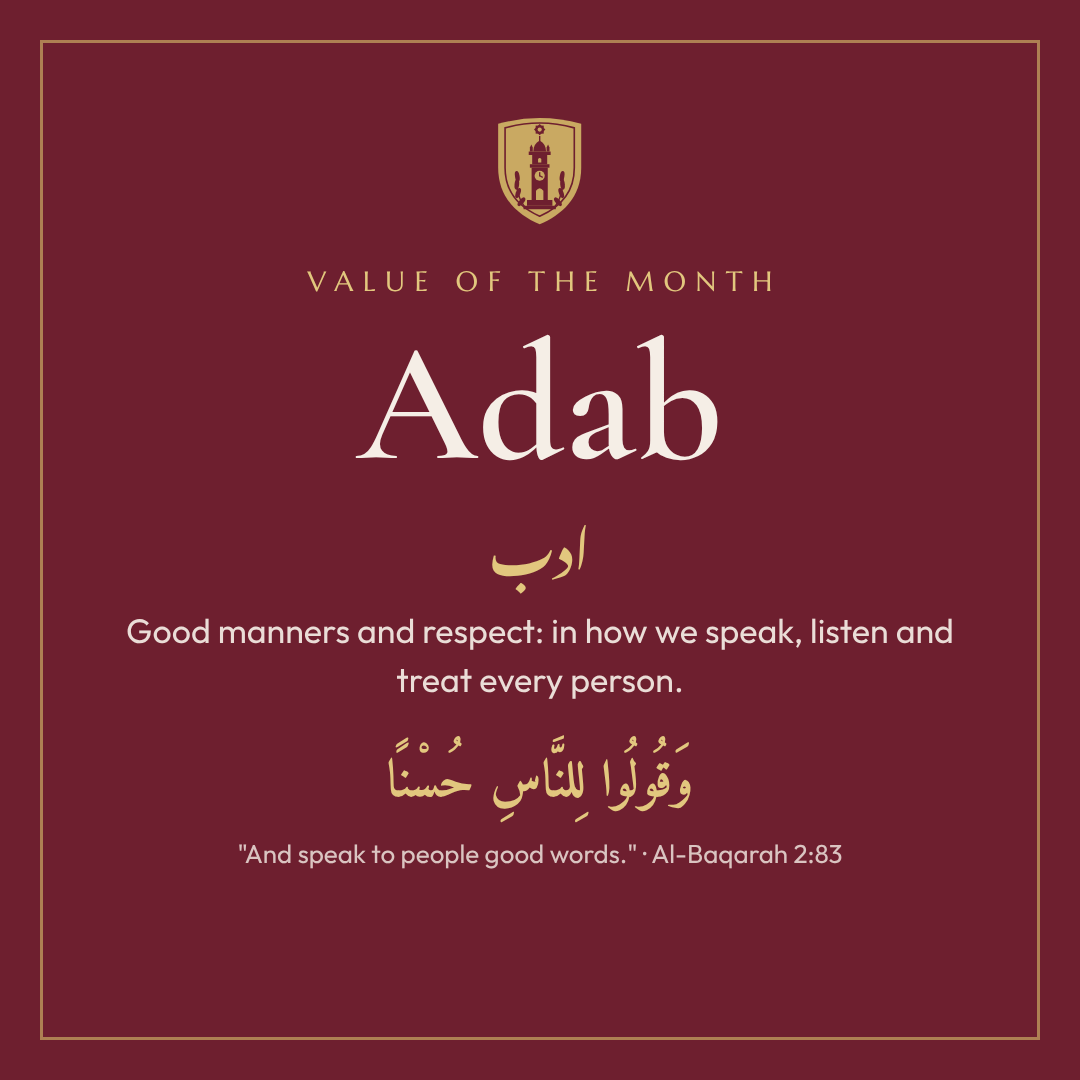 VALUE OF THE MONTH
Adab
ادب
Good manners and respect: in how we speak, listen and
treat every person.
وَقُولُوا لِلنَّاسِ حُسْنًا
"And speak to people good words." · Al-Baqarah 2:83